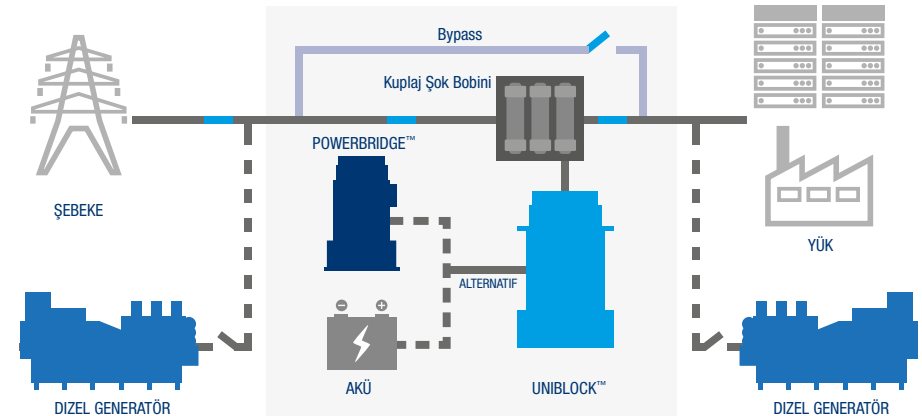 Bypass
Kuplaj Şok Bobini
POWERBRIDGE™
ŞEBEKE
YÜK
ALTERNATIF
AKÜ
UNIBLOCK™
DIZEL GENERATÖR
DIZEL GENERATÖR